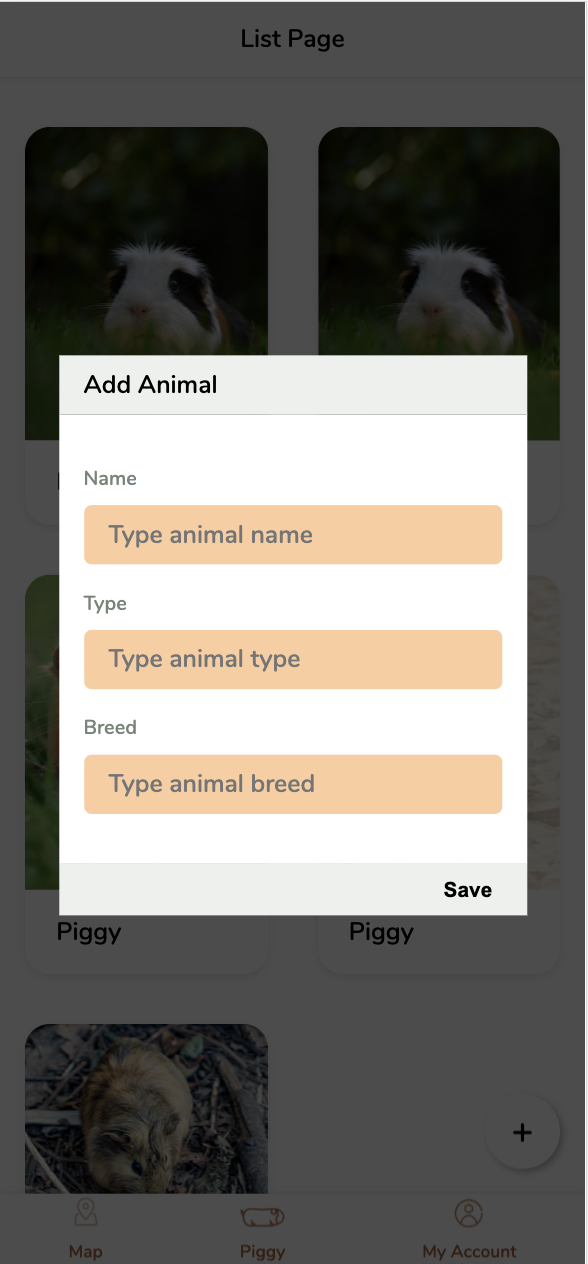 List Page
Add Animal
Name
Type animal name
Type
Type animal type
Breed
Type animal breed
Save
Piggy
Piggy
Map
Piggy
My Account